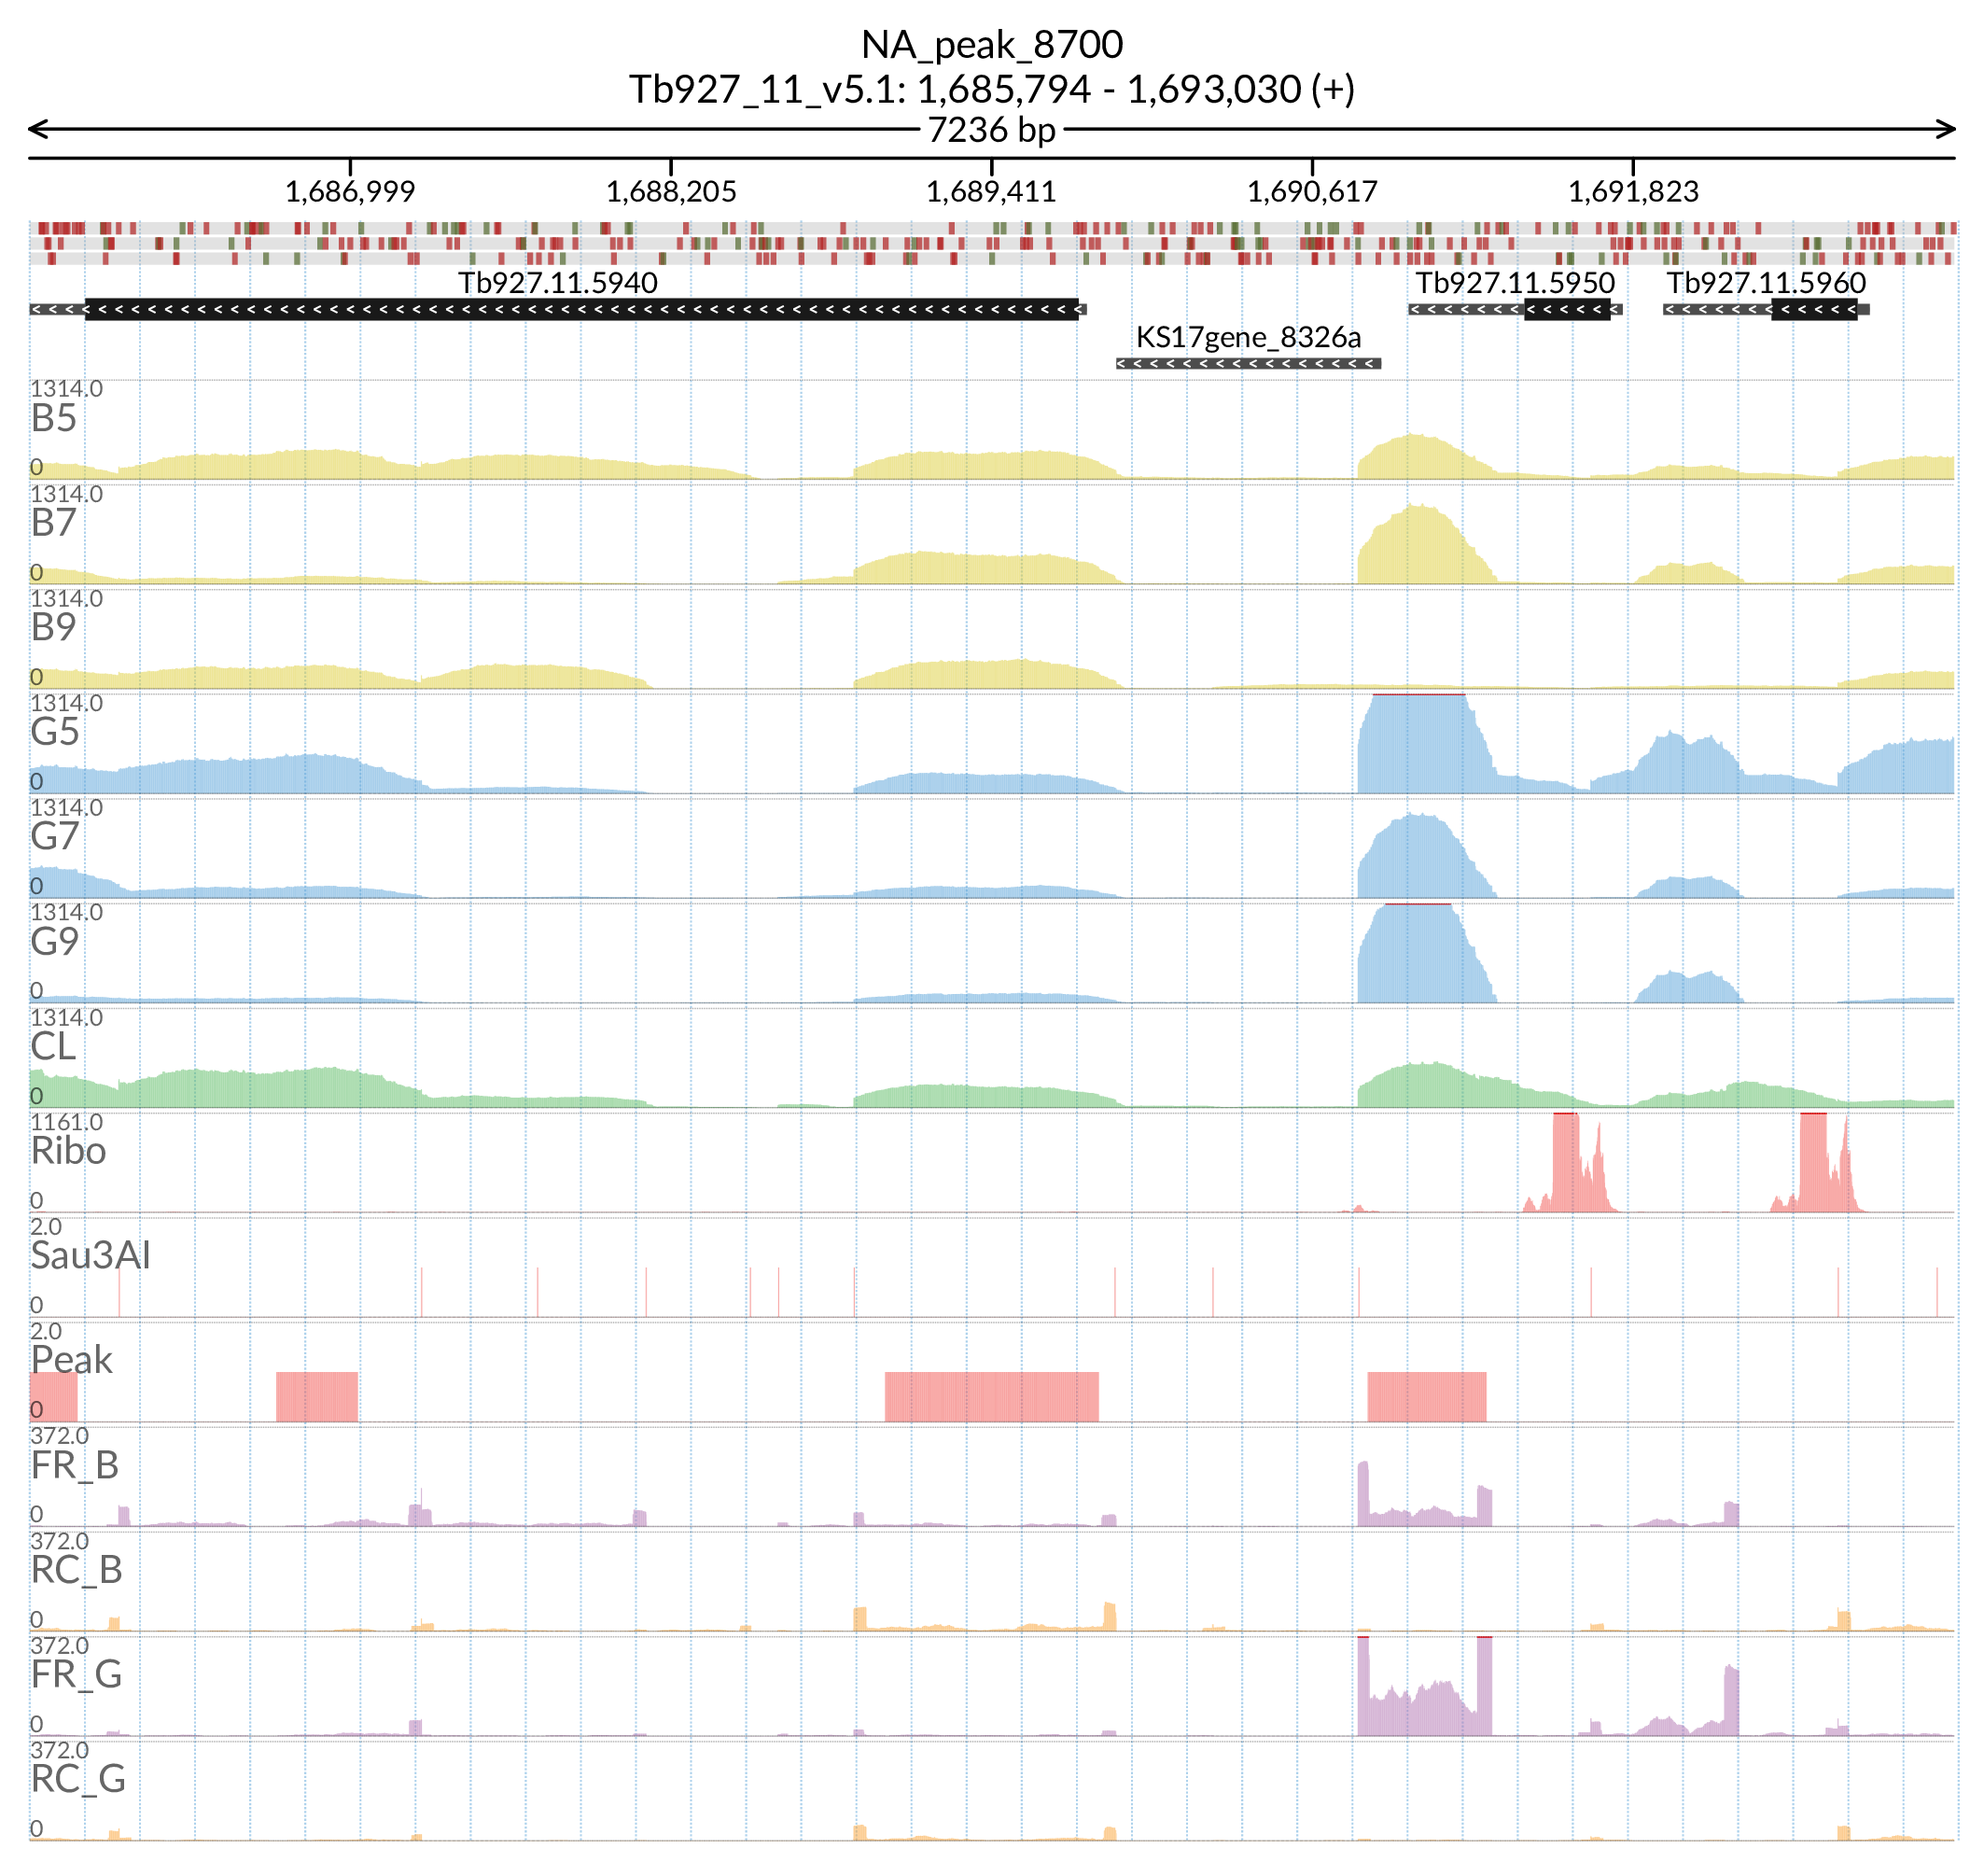 NA_peak_8700
Tb927_11_v5.1: 1,685,794 - 1,693,030 (+)
7236 bp
1,686,999 1,688,205 1,689,411 1,690,617 1,691,823
Tb927.11.5940 Tb927.11.5950 Tb927.11.5960
KS17gene_8326a
1314.0
B5
0
1314.0
B7
0
1314.0
B9
0
1314.0
G5
0
1314.0
G7
0
1314.0
G9
0
1314.0
CL
0
1161.0
Ribo
0
2.0
Sau3AI
0
2.0
Peak
0
372.0
FR_B
0
372.0
RC_B
0
372.0
FR_G
0
372.0
RC_G
0